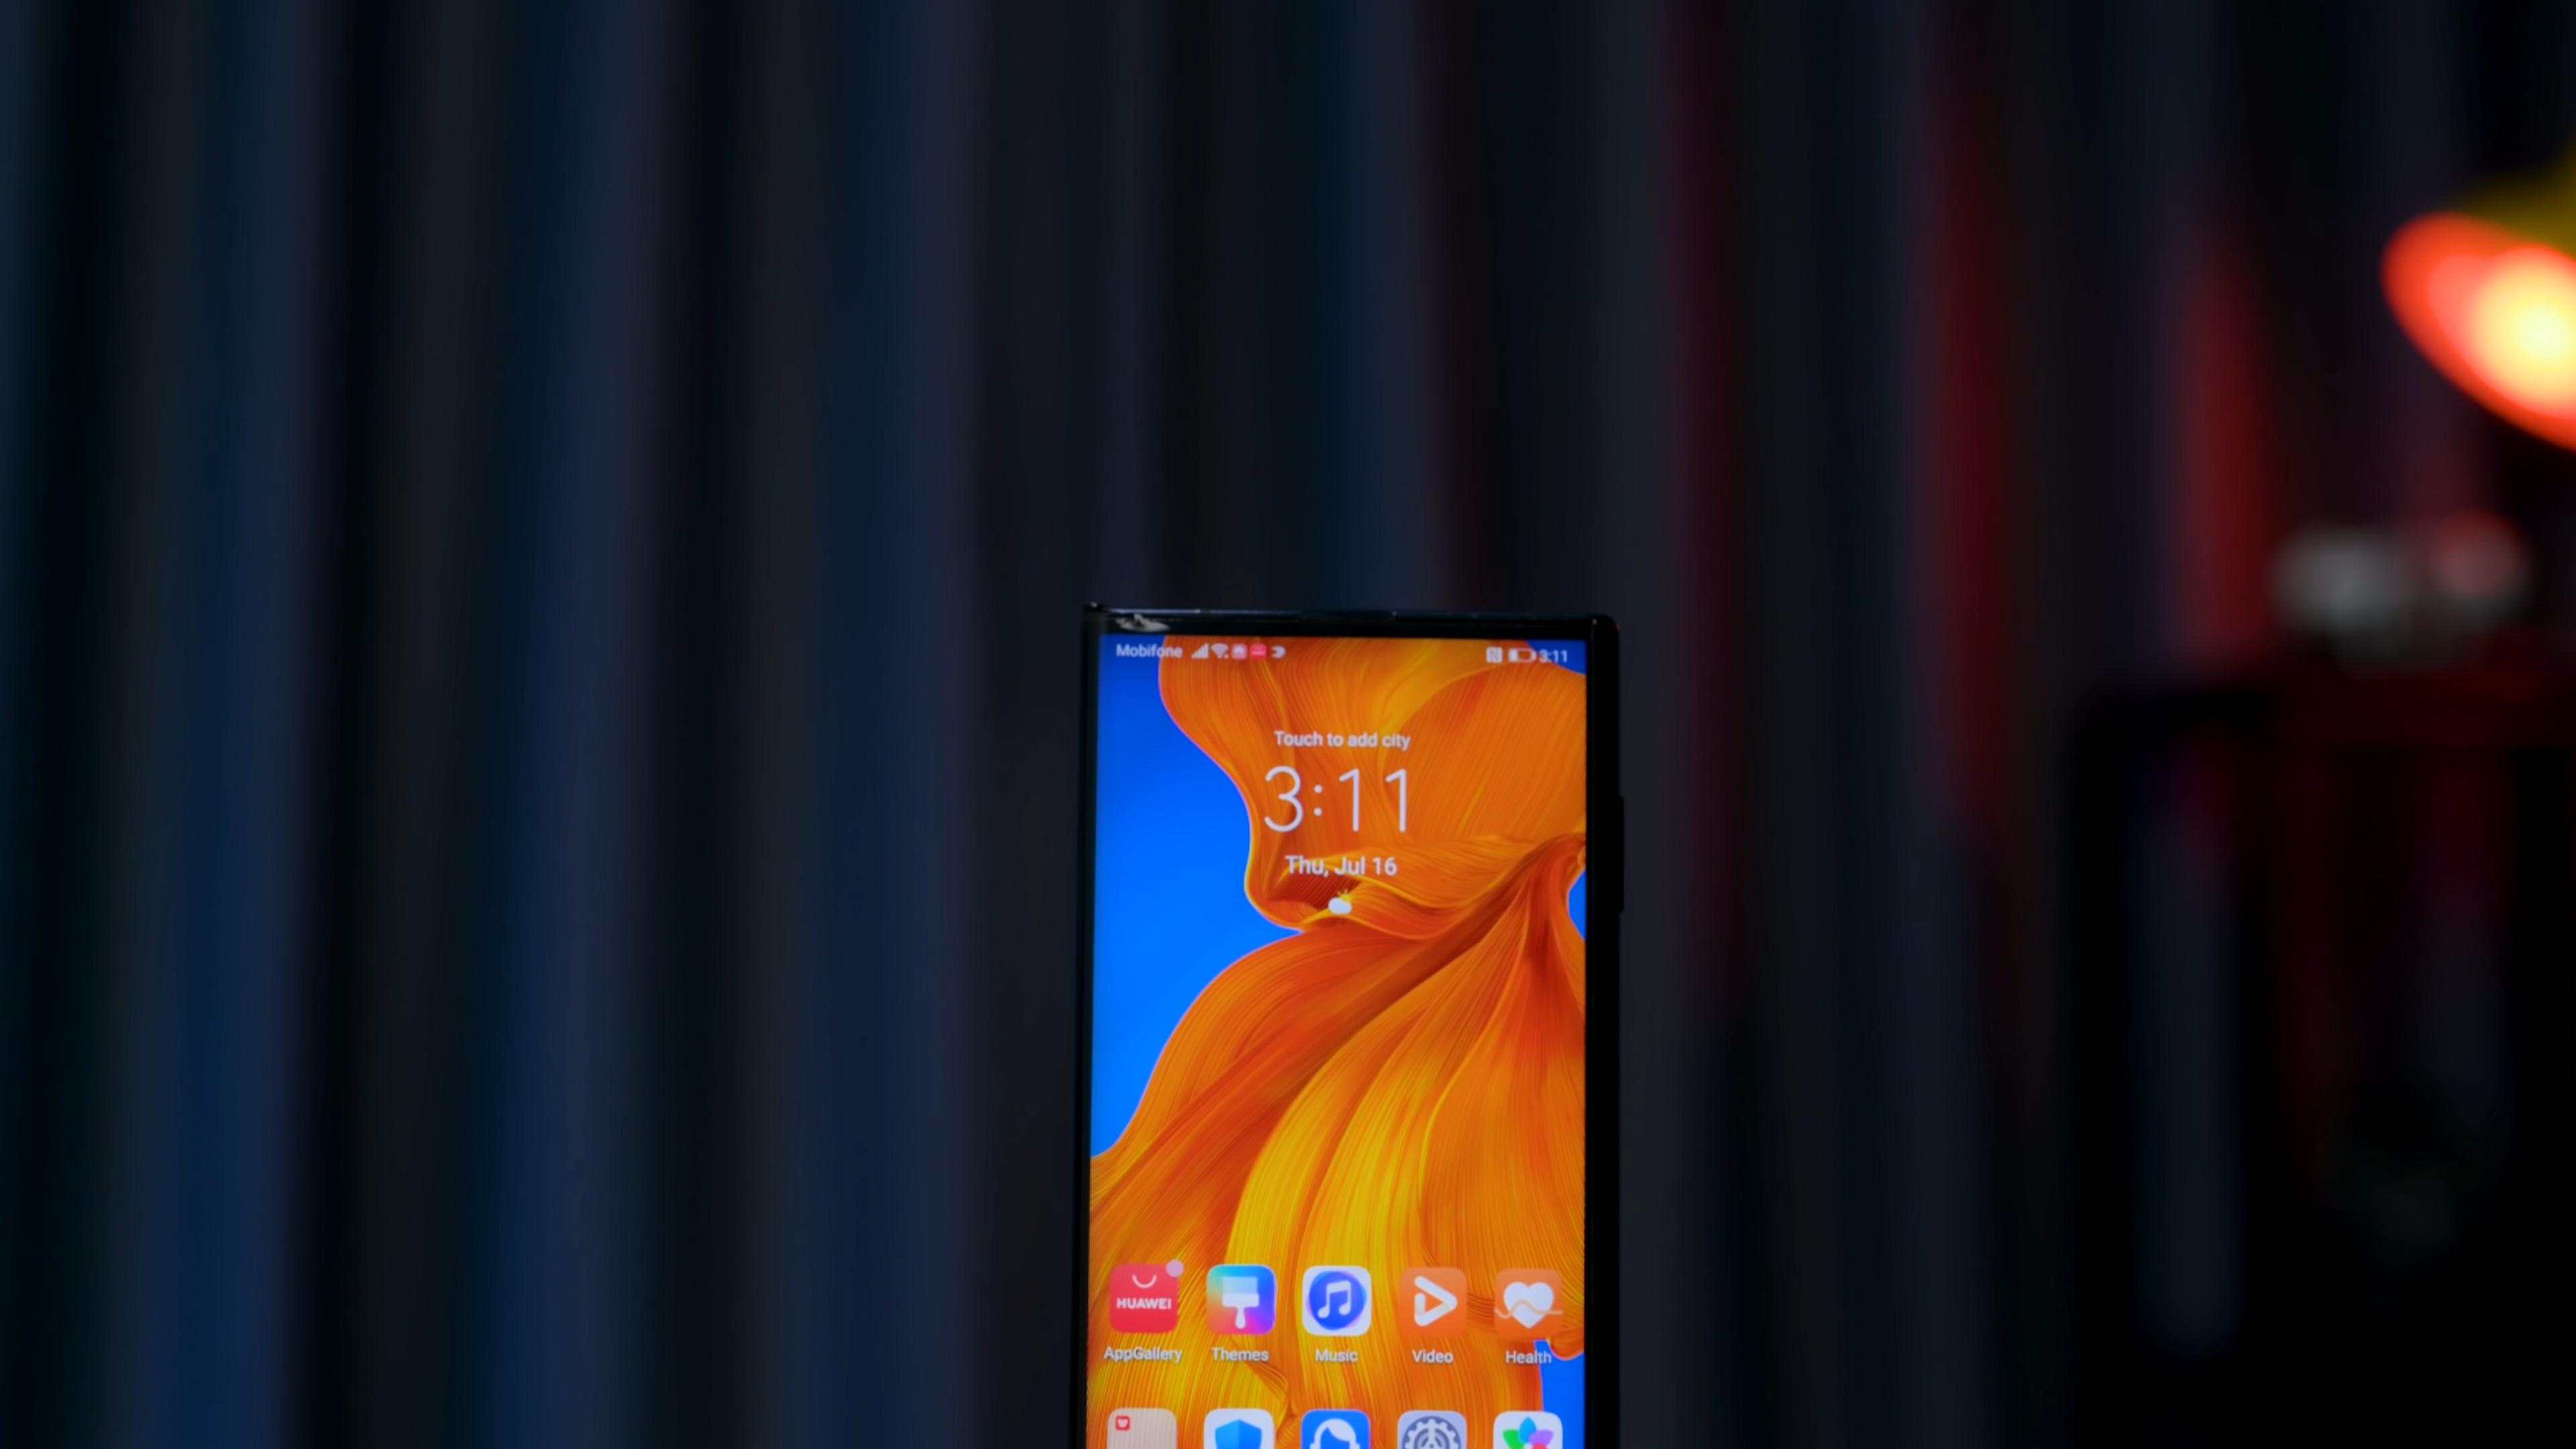 Mobifone 3:11
Touch to add city
3:11
Thu, Jul 16
HUAWEI
AppGallery Themes Music Video Health